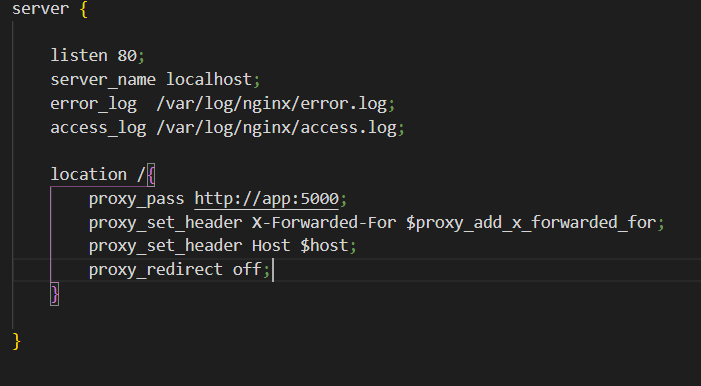 server {
listen 80;
server_name localhost;
error_log  /var/log/nginx/error.log;
access_log /var/log/nginx/access.log;
location /{
proxy_pass http://app:5000;
proxy_set_header X-Forwarded-For $proxy_add_x_forwarded_for;
proxy_set_header Host $host;
proxy_redirect off;
}
}